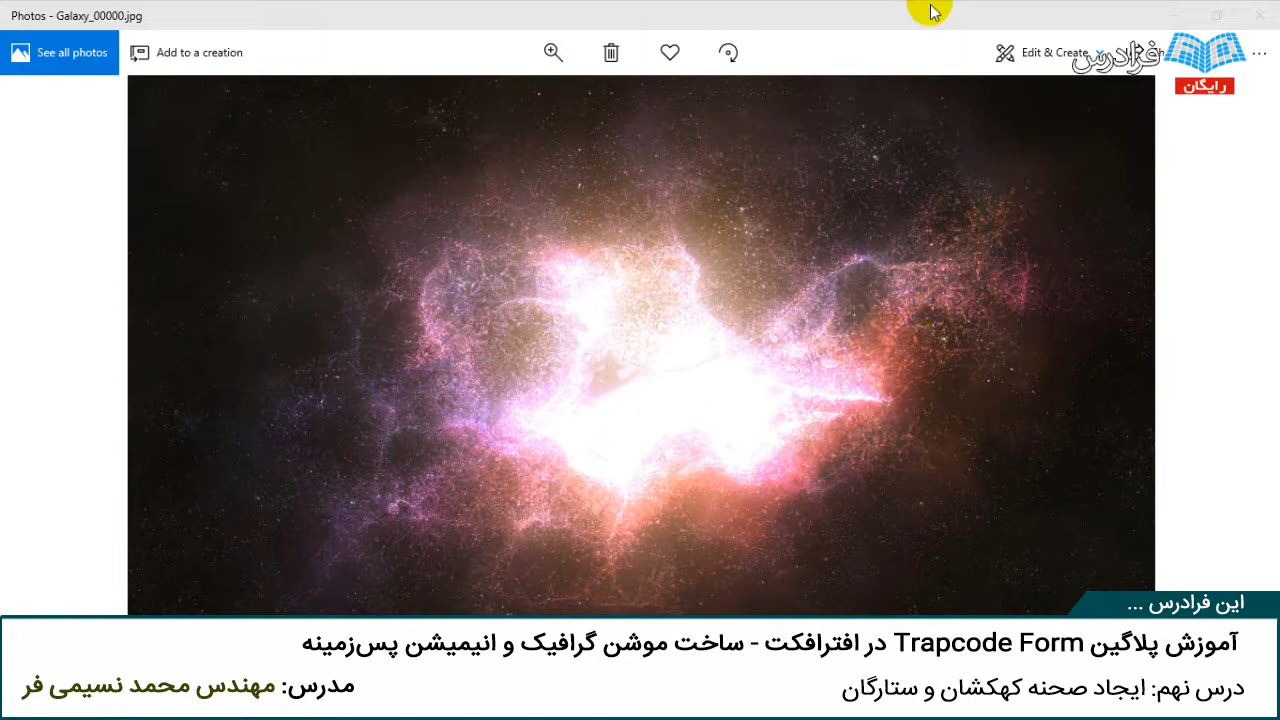 Photos - Galaxy_00000.jpg
See all photos
Add to a creation
Edit & Create
فرادرس
رایگان
این فرادرس ...
آموزش پلاگین Trapcode Form در افترافکت - ساخت موشن گرافیک و انیمیشن پس‌زمینه
درس نهم: ایجاد صحنه کهکشان و ستارگان
مدرس: مهندس محمد نسیمی فر